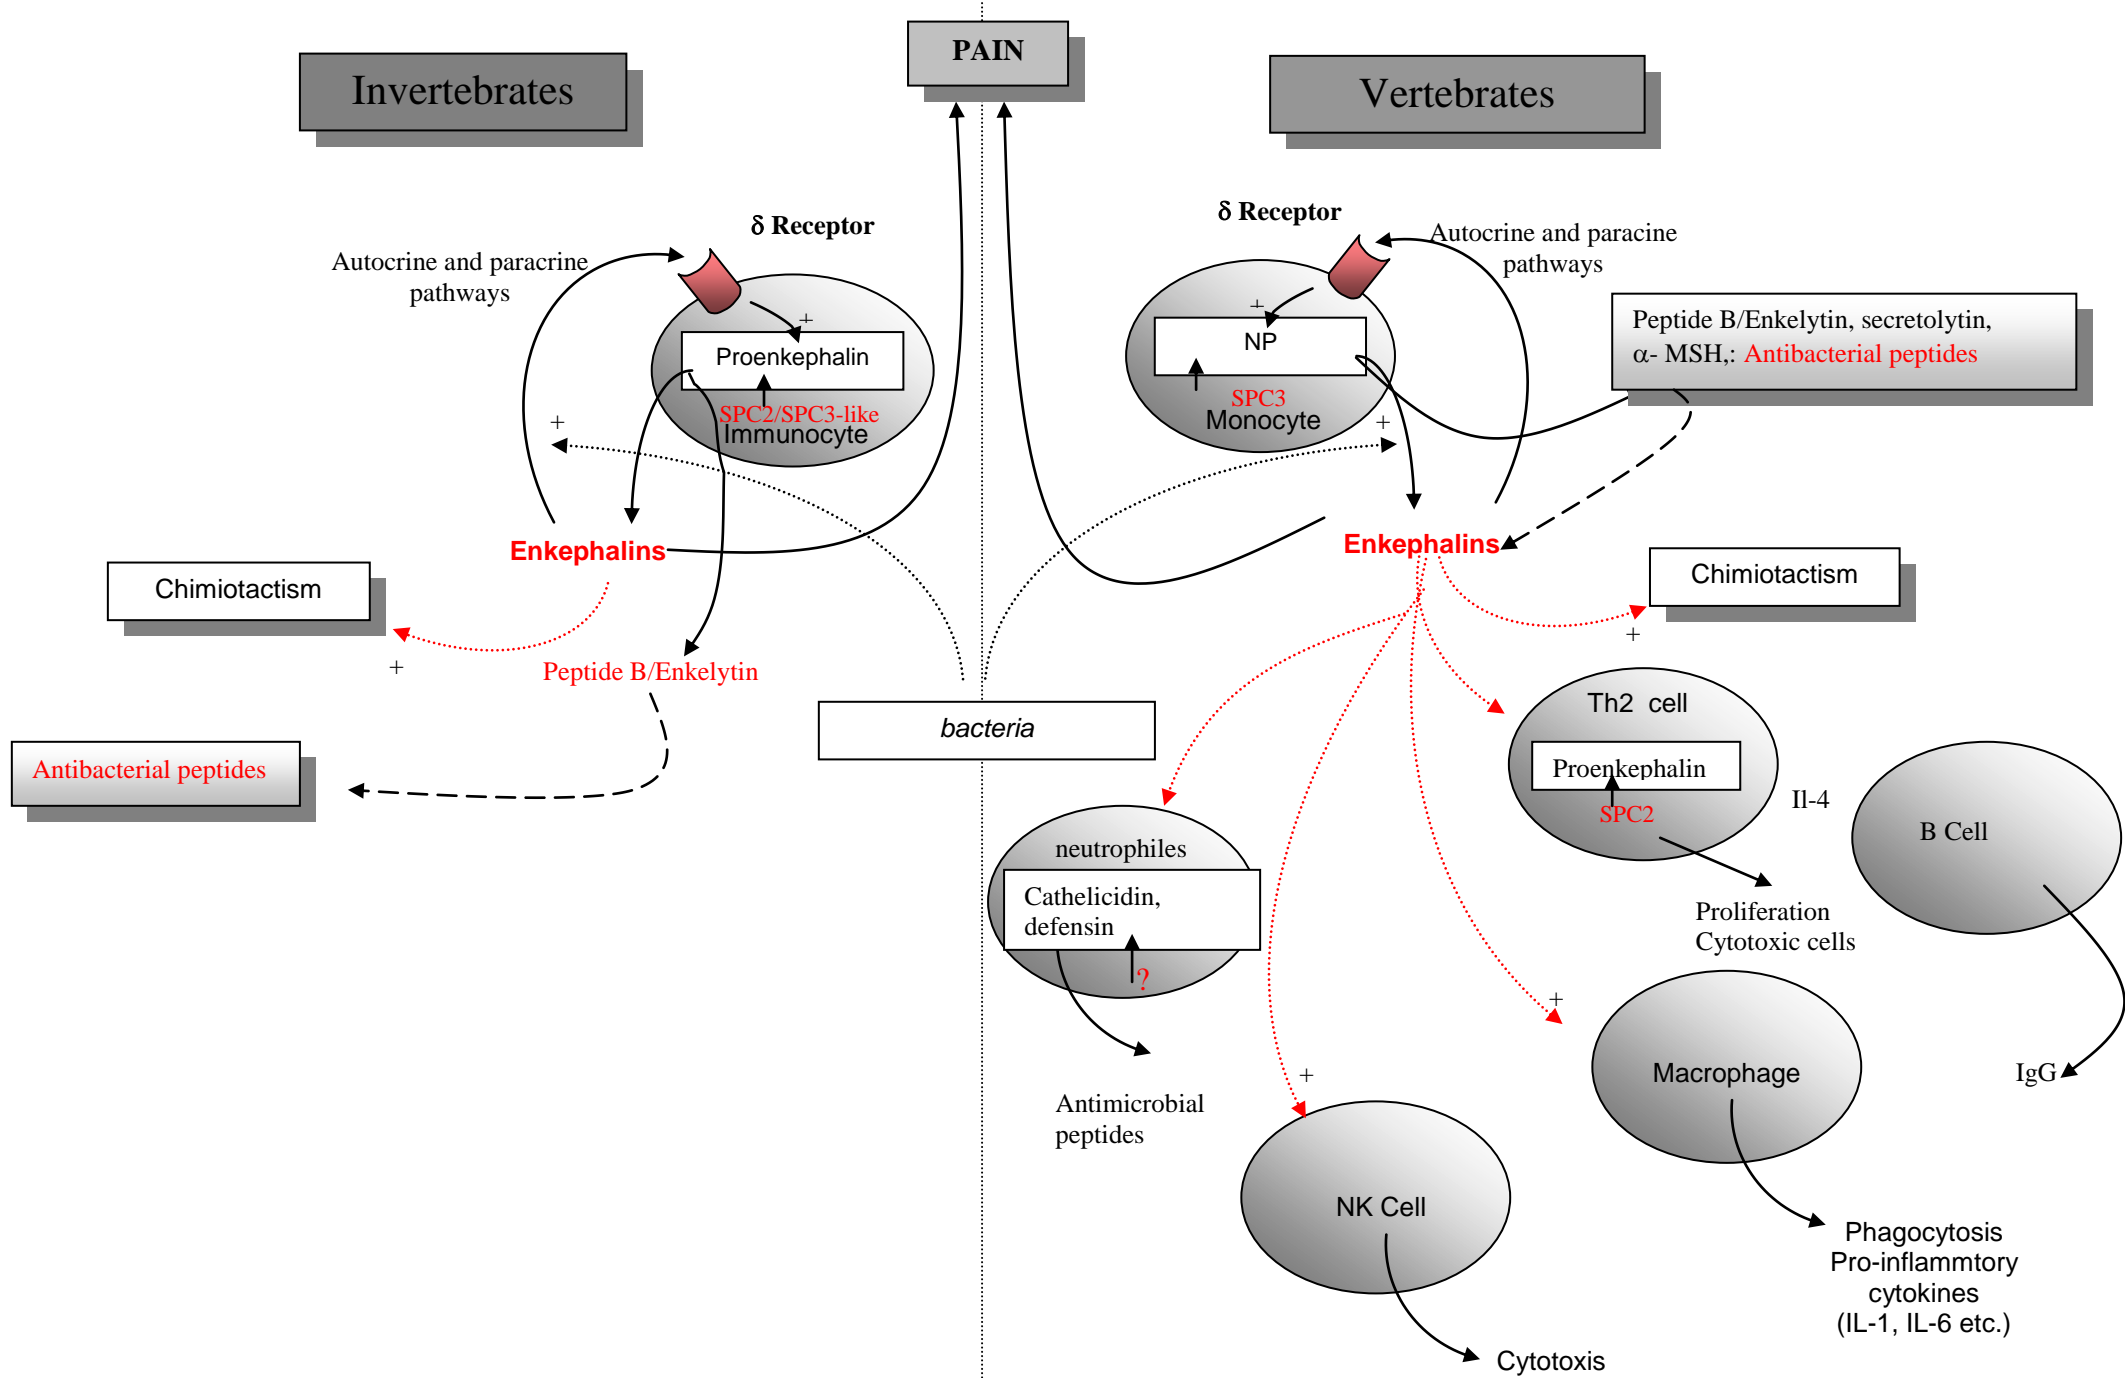 PAIN
Invertebrates
Vertebrates
δ Receptor
Autocrine and paracrine
pathways
+
Proenkephalin
SPC2/SPC3-like
Immunocyte
+
Enkephalins
Chimiotactism
+
Peptide B/Enkelytin
Antibacterial peptides
bacteria
δ Receptor
Autocrine and paracine
pathways
+
NP
SPC3
Monocyte
+
Peptide B/Enkelytin, secretolytin,
α- MSH,: Antibacterial peptides
Enkephalins
Chimiotactism
+
Th2 cell
Proenkephalin
SPC2
Il-4
B Cell
Proliferation
Cytotoxic cells
IgG
neutrophiles
Cathelicidin,
defensin
?
Antimicrobial
peptides
+
Macrophage
Phagocytosis
Pro-inflammtory
cytokines
(IL-1, IL-6 etc.)
+
NK Cell
Cytotoxis